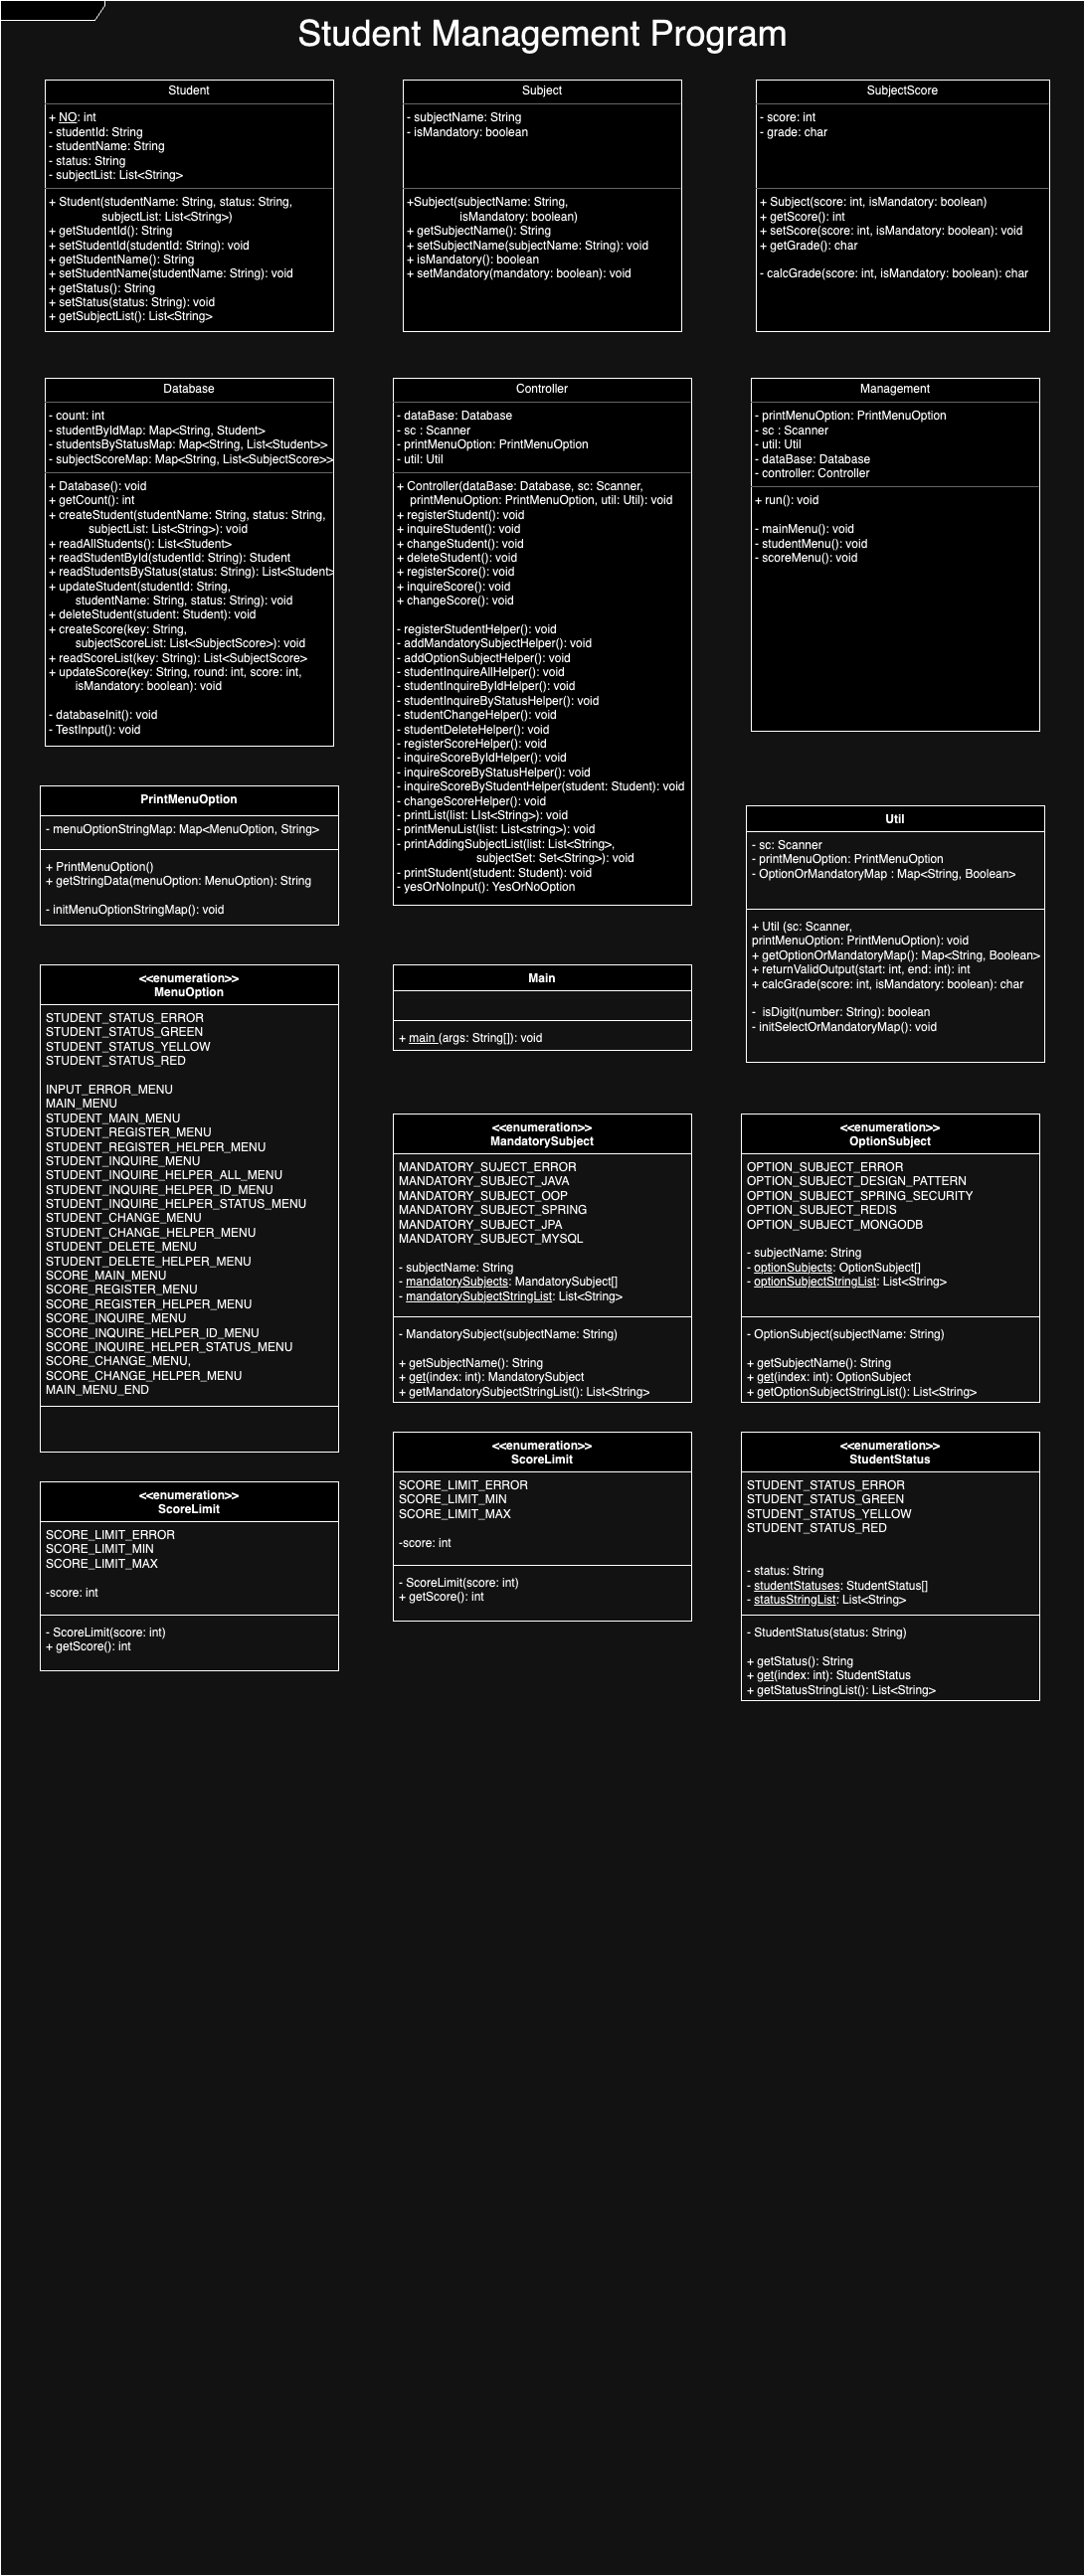 Student Management Program
Student
+ NO: int
- studentId: String
- studentName: String
- status: String
- subjectList: List<String>
+ Student(studentName: String, status: String,
subjectList: List<String>)
+ getStudentId(): String
+ setStudentId(studentId: String): void
+ getStudentName(): String
+ setStudentName(studentName: String): void
+ getStatus(): String
+ setStatus(status: String): void
+ getSubjectList(): List<String>
Subject
- subjectName: String
- isMandatory: boolean
+Subject(subjectName: String,
isMandatory: boolean)
+ getSubjectName(): String
+ setSubjectName(subjectName: String): void
+ isMandatory(): boolean
+ setMandatory(mandatory: boolean): void
SubjectScore
- score: int
- grade: char
+ Subject(score: int, isMandatory: boolean)
+ getScore(): int
+ setScore(score: int, isMandatory: boolean): void
+ getGrade(): char
- calcGrade(score: int, isMandatory: boolean): char
Database
- count: int
- studentByIdMap: Map<String, Student>
- studentsByStatusMap: Map<String, List<Student>>
- subjectScoreMap: Map<String, List<SubjectScore>>
+ Database(): void
+ getCount(): int
+ createStudent(studentName: String, status: String,
subjectList: List<String>): void
+ readAllStudents(): List<Student>
+ readStudentById(studentId: String): Student
+ readStudentsByStatus(status: String): List<Student>
+ updateStudent(studentId: String,
studentName: String, status: String): void
+ deleteStudent(student: Student): void
+ createScore(key: String,
subjectScoreList: List<SubjectScore>): void
+ readScoreList(key: String): List<SubjectScore>
+ updateScore(key: String, round: int, score: int,
isMandatory: boolean): void
- databaseInit(): void
- TestInput(): void
Controller
- dataBase: Database
- sc : Scanner
- printMenuOption: PrintMenuOption
- util: Util
+ Controller(dataBase: Database, sc: Scanner,
printMenuOption: PrintMenuOption, util: Util): void
+ registerStudent(): void
+ inquireStudent(): void
+ changeStudent(): void
+ deleteStudent(): void
+ registerScore(): void
+ inquireScore(): void
+ changeScore(): void
- registerStudentHelper(): void
- addMandatorySubjectHelper(): void
- addOptionSubjectHelper(): void
- studentInquireAllHelper(): void
- studentInquireByIdHelper(): void
- studentInquireByStatusHelper(): void
- studentChangeHelper(): void
- studentDeleteHelper(): void
- registerScoreHelper(): void
- inquireScoreByIdHelper(): void
- inquireScoreByStatusHelper(): void
- inquireScoreByStudentHelper(student: Student): void
- changeScoreHelper(): void
- printList(list: LIst<String>): void
- printMenuList(list: List<string>): void
- printAddingSubjectList(list: List<String>,
subjectSet: Set<String>): void
- printStudent(student: Student): void
- yesOrNoInput(): YesOrNoOption
Management
- printMenuOption: PrintMenuOption
- sc : Scanner
- util: Util
- dataBase: Database
- controller: Controller
+ run(): void
- mainMenu(): void
- studentMenu(): void
- scoreMenu(): void
PrintMenuOption
- menuOptionStringMap: Map<MenuOption, String>
+ PrintMenuOption()
+ getStringData(menuOption: MenuOption): String
- initMenuOptionStringMap(): void
Util
- sc: Scanner
- printMenuOption: PrintMenuOption
- OptionOrMandatoryMap : Map<String, Boolean>
+ Util (sc: Scanner,
printMenuOption: PrintMenuOption): void
+ getOptionOrMandatoryMap(): Map<String, Boolean>
+ returnValidOutput(start: int, end: int): int
+ calcGrade(score: int, isMandatory: boolean): char
- isDigit(number: String): boolean
- initSelectOrMandatoryMap(): void
<<enumeration>>
MenuOption
STUDENT_STATUS_ERROR
STUDENT_STATUS_GREEN
STUDENT_STATUS_YELLOW
STUDENT_STATUS_RED
INPUT_ERROR_MENU
MAIN_MENU
STUDENT_MAIN_MENU
STUDENT_REGISTER_MENU
STUDENT_REGISTER_HELPER_MENU
STUDENT_INQUIRE_MENU
STUDENT_INQUIRE_HELPER_ALL_MENU
STUDENT_INQUIRE_HELPER_ID_MENU
STUDENT_INQUIRE_HELPER_STATUS_MENU
STUDENT_CHANGE_MENU
STUDENT_CHANGE_HELPER_MENU
STUDENT_DELETE_MENU
STUDENT_DELETE_HELPER_MENU
SCORE_MAIN_MENU
SCORE_REGISTER_MENU
SCORE_REGISTER_HELPER_MENU
SCORE_INQUIRE_MENU
SCORE_INQUIRE_HELPER_ID_MENU
SCORE_INQUIRE_HELPER_STATUS_MENU
SCORE_CHANGE_MENU,
SCORE_CHANGE_HELPER_MENU
MAIN_MENU_END
Main
+ main (args: String[]): void
<<enumeration>>
MandatorySubject
MANDATORY_SUJECT_ERROR
MANDATORY_SUBJECT_JAVA
MANDATORY_SUBJECT_OOP
MANDATORY_SUBJECT_SPRING
MANDATORY_SUBJECT_JPA
MANDATORY_SUBJECT_MYSQL
- subjectName: String
- mandatorySubjects: MandatorySubject[]
- mandatorySubjectStringList: List<String>
- MandatorySubject(subjectName: String)
+ getSubjectName(): String
+ get(index: int): MandatorySubject
+ getMandatorySubjectStringList(): List<String>
<<enumeration>>
OptionSubject
OPTION_SUBJECT_ERROR
OPTION_SUBJECT_DESIGN_PATTERN
OPTION_SUBJECT_SPRING_SECURITY
OPTION_SUBJECT_REDIS
OPTION_SUBJECT_MONGODB
- subjectName: String
- optionSubjects: OptionSubject[]
- optionSubjectStringList: List<String>
- OptionSubject(subjectName: String)
+ getSubjectName(): String
+ get(index: int): OptionSubject
+ getOptionSubjectStringList(): List<String>
<<enumeration>>
ScoreLimit
SCORE_LIMIT_ERROR
SCORE_LIMIT_MIN
SCORE_LIMIT_MAX
-score: int
- ScoreLimit(score: int)
+ getScore(): int
<<enumeration>>
ScoreLimit
SCORE_LIMIT_ERROR
SCORE_LIMIT_MIN
SCORE_LIMIT_MAX
-score: int
- ScoreLimit(score: int)
+ getScore(): int
<<enumeration>>
StudentStatus
STUDENT_STATUS_ERROR
STUDENT_STATUS_GREEN
STUDENT_STATUS_YELLOW
STUDENT_STATUS_RED
- status: String
- studentStatuses: StudentStatus[]
- statusStringList: List<String>
- StudentStatus(status: String)
+ getStatus(): String
+ get(index: int): StudentStatus
+ getStatusStringList(): List<String>